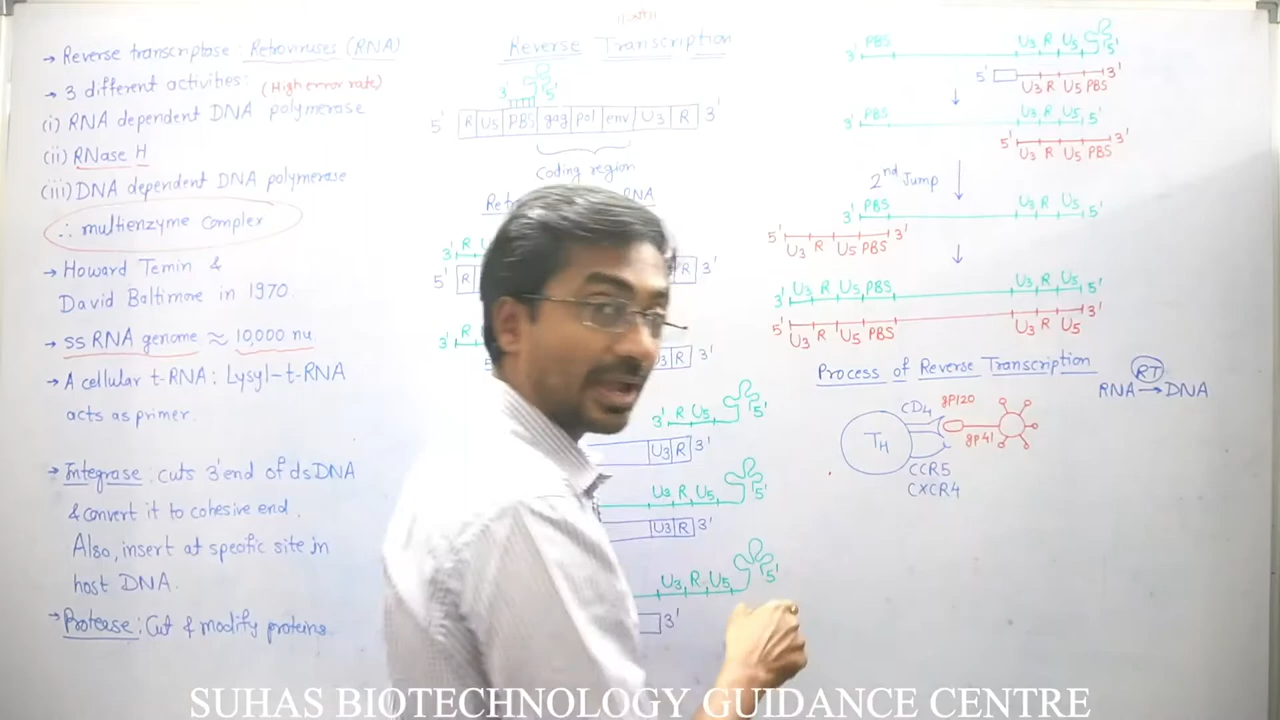 → Reverse transcriptase: Retroviruses (RNA)
→ 3 different activities: (High error rate)
(i) RNA dependent DNA polymerase
(ii) RNase H
(iii) DNA dependent DNA polymerase
∴ multienzyme complex
→ Howard Temin &
David Baltimore in 1970
→ ss RNA genome ≈ 10,000 nu
→ A cellular t-RNA: Lysyl-t-RNA
acts as primer.
→ Integrase: cuts 3' end of dsDNA
& convert it to cohesive end.
Also, insert at specific site in
host DNA.
→ Protease: Cut & modify proteins
Reverse Transcription
3' 5'
5' R U5 PBS gag pol env U3 R 3'
Coding region
RNA
3' R
5' R R 3'
3' R
R 3'
3' R U5 5'
U3 R 3'
U3 R U5 5'
U3 R 3'
U3 R U5 5'
3'
3' PBS U3 R U5 5'
5' 3'
U3 R U5 PBS
3' PBS U3 R U5 5'
5' 3'
U3 R U5 PBS
2nd Jump
3' PBS U3 R U5 5'
5' 3'
U3 R U5 PBS
3' U3 R U5 PBS U3 R U5 5'
5' 3'
U3 R U5 PBS U3 R U5
Process of Reverse Transcription
RT
RNA → DNA
TH CD4 gp120
gp41
CCR5
CXCR4
SUHAS BIOTECHNOLOGY GUIDANCE CENTRE